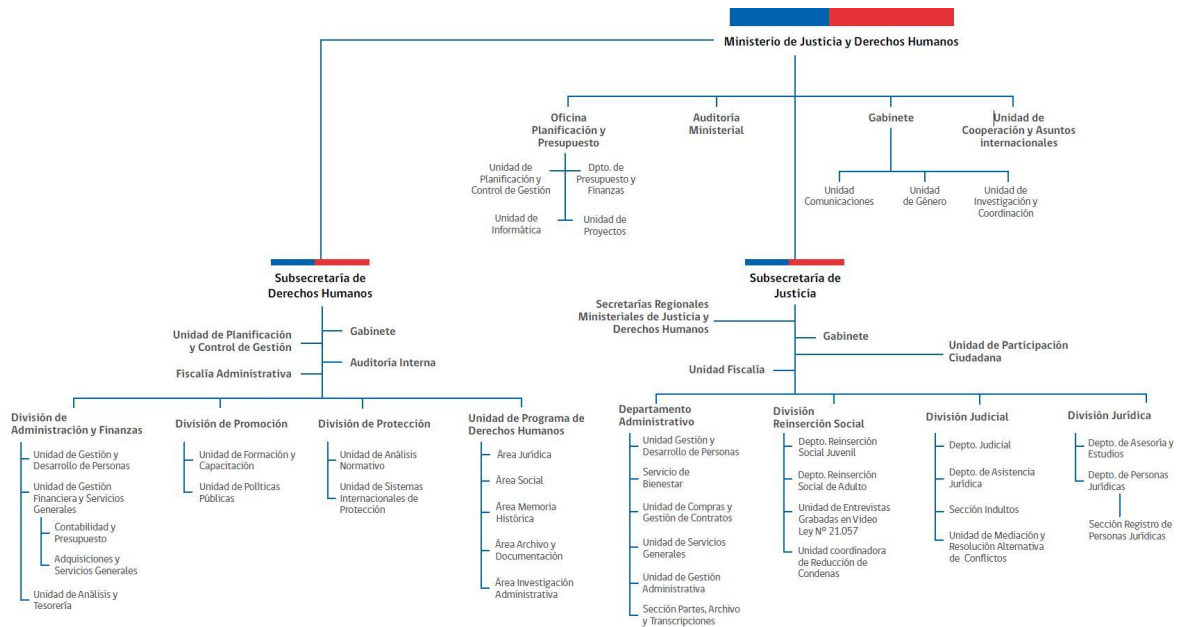 Ministerio de Justicia y Derechos Humanos
Oficina
Planificación y
Presupuesto
Auditoría
Ministerial
Gabinete
Unidad de
Cooperación y Asuntos
internacionales
Unidad de
Planificación y
Control de Gestión
Dpto. de
Presupuesto y
Finanzas
Unidad de
Informática
Unidad de
Proyectos
Unidad
Comunicaciones
Unidad
de Género
Unidad de
Investigación y
Coordinación
Subsecretaría de
Derechos Humanos
Unidad de Planificación
y Control de Gestión
Gabinete
Auditoría Interna
Fiscalía Administrativa
División de
Administración y Finanzas
Unidad de Gestión y
Desarrollo de Personas
Unidad de Gestión
Financiera y Servicios
Generales
Contabilidad y
Presupuesto
Adquisiciones y
Servicios Generales
Unidad de Análisis y
Tesorería
División de Promoción
Unidad de Formación y
Capacitación
Unidad de Políticas
Públicas
División de Protección
Unidad de Análisis
Normativo
Unidad de Sistemas
Internacionales de
Protección
Unidad de Programa de
Derechos Humanos
Área Jurídica
Área Social
Área Memoria
Histórica
Área Archivo y
Documentación
Área Investigación
Administrativa
Subsecretaría de
Justicia
Secretarías Regionales
Ministeriales de Justicia y
Derechos Humanos
Gabinete
Unidad de Participación
Ciudadana
Unidad Fiscalía
Departamento
Administrativo
Unidad Gestión y
Desarrollo de Personas
Servicio de
Bienestar
Unidad de Compras y
Gestión de Contratos
Unidad de Servicios
Generales
Unidad de Gestión
Administrativa
Sección Partes, Archivo
y Transcripciones
División
Reinserción Social
Depto. Reinserción
Social Juvenil
Depto. Reinserción
Social de Adulto
Unidad de Entrevistas
Grabadas en Video
Ley N° 21.057
Unidad coordinadora
de Reducción de
Condenas
División Judicial
Depto. Judicial
Depto. de Asistencia
Jurídica
Sección Indultos
Unidad de Mediación y
Resolución Alternativa
de Conflictos
División Jurídica
Depto. de Asesoría y
Estudios
Depto. de Personas
Jurídicas
Sección Registro de
Personas Jurídicas